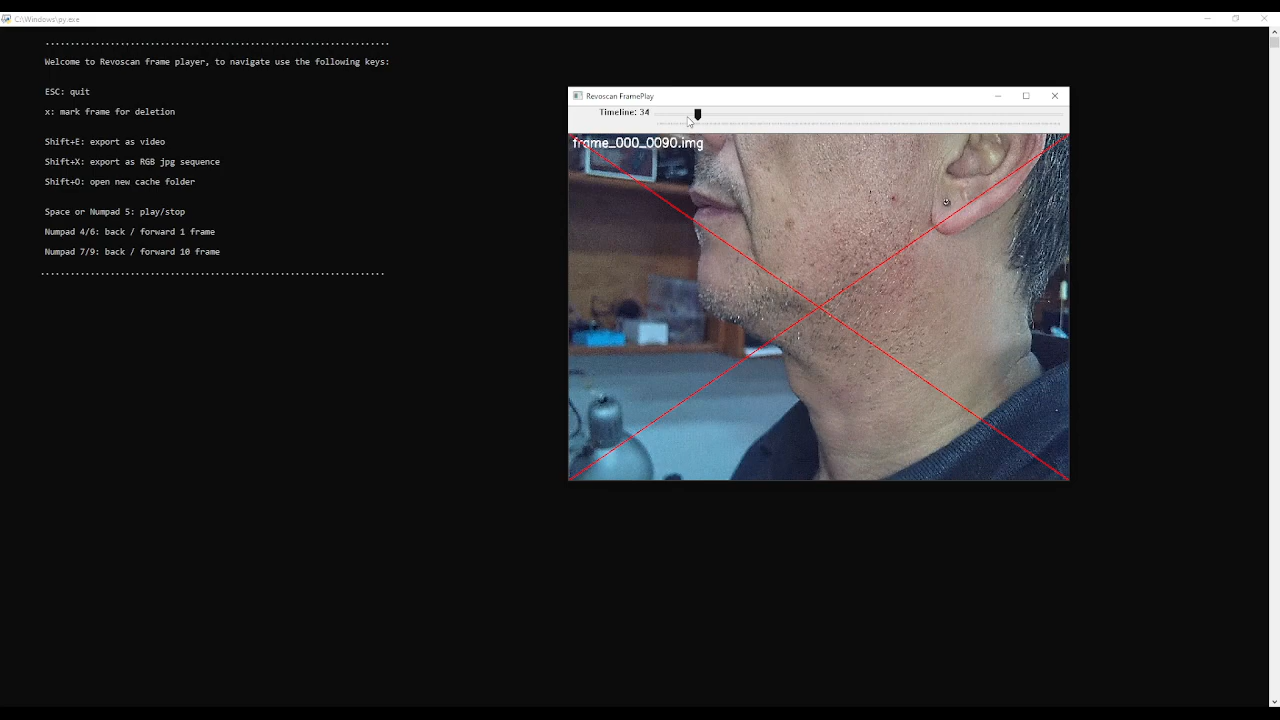 C:\Windows\py.exe
Welcome to Revoscan frame player, to navigate use the following keys:
ESC: quit
x: mark frame for deletion
Shift+E: export as video
Shift+X: export as RGB jpg sequence
Shift+O: open new cache folder
Space or Numpad 5: play/stop
Numpad 4/6: back / forward 1 frame
Numpad 7/9: back / forward 10 frame
Revoscan FramePlay
Timeline: 34
frame_000_0090.img